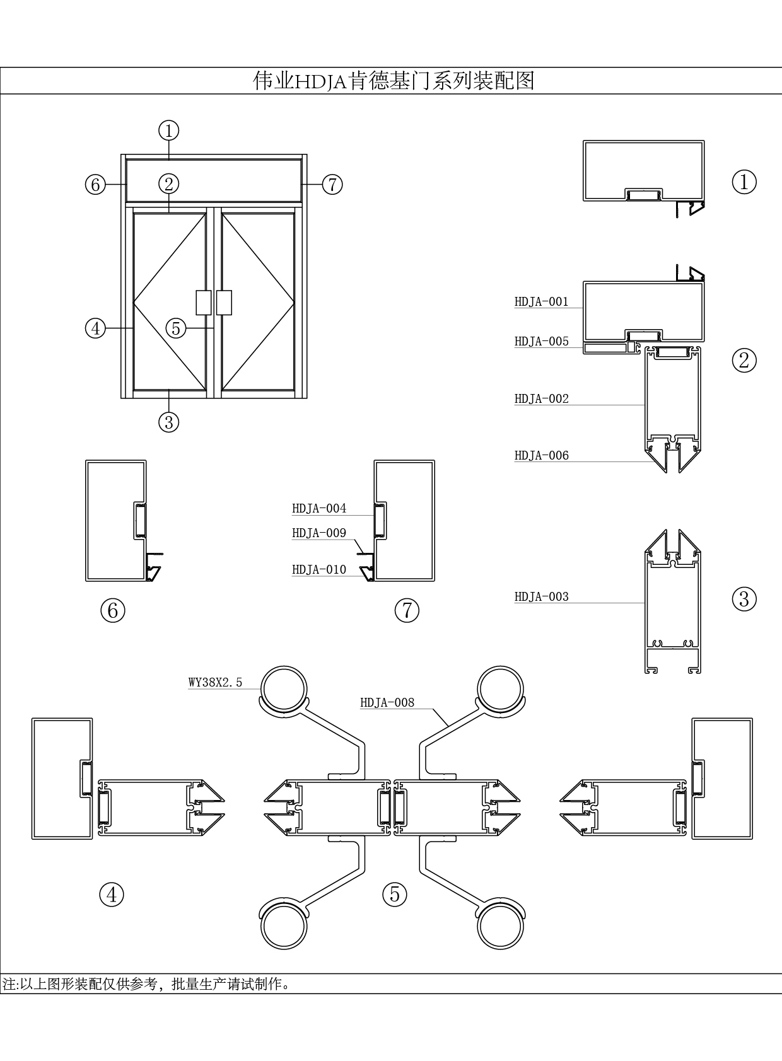 伟业HDJA肯德基门系列装配图
①
⑥
②
⑦
①
④
⑤
③
HDJA-001
HDJA-005
②
HDJA-002
HDJA-006
HDJA-004
HDJA-009
HDJA-010
⑥
⑦
HDJA-003
③
WY38X2.5
HDJA-008
④
⑤
注:以上图形装配仅供参考，批量生产请试制作。